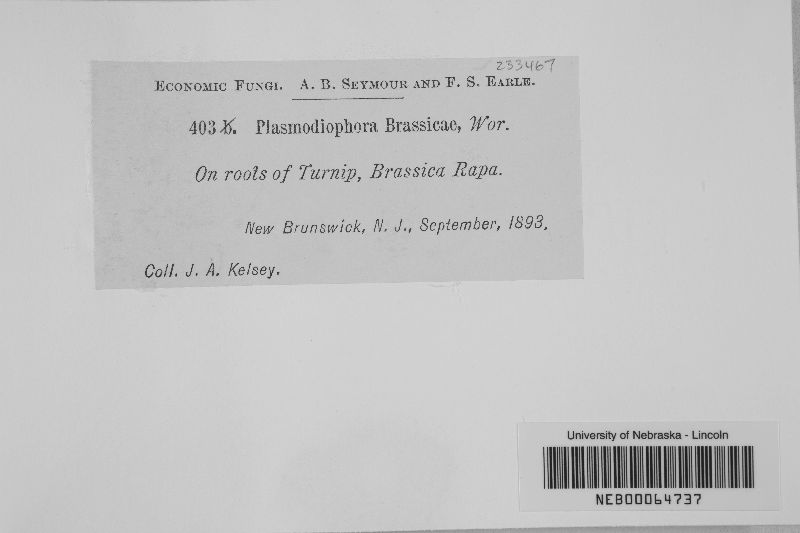 233467
ECONOMIC FUNGI. A. B. SEYMOUR AND F. S. EARLE.
403 b. Plasmodiophora Brassicae, Wor.
On roots of Turnip, Brassica Rapa.
New Brunswick, N. J., September, 1893.
Coll. J. A. Kelsey.
University of Nebraska - Lincoln
NEB00064737